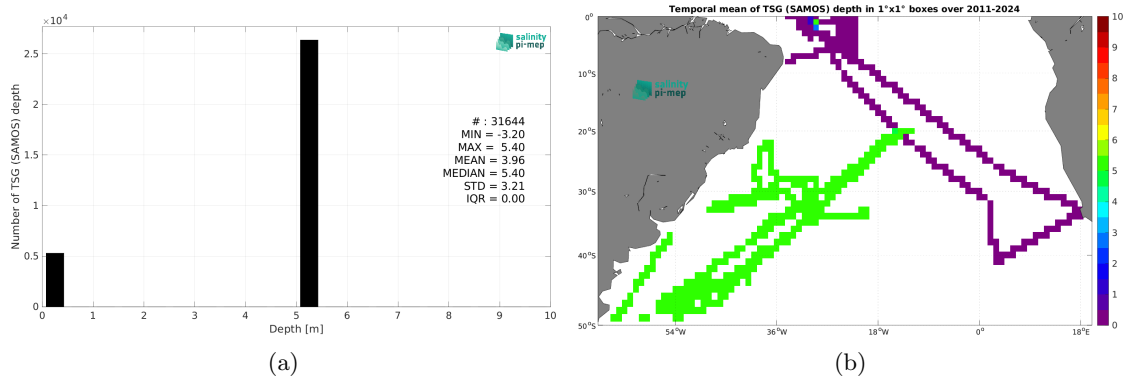 ×10⁴
2.5
2
1.5
1
0.5
0
0 1 2 3 4 5 6 7 8 9 10
Number of TSG (SAMOS) depth
Depth [m]
salinity
pi-mep
# : 31644
MIN = -3.20
MAX = 5.40
MEAN = 3.96
MEDIAN = 5.40
STD = 3.21
IQR = 0.00
(a)
Temporal mean of TSG (SAMOS) depth in 1°x1° boxes over 2011-2024
salinity
pi-mep
0°
10°S
20°S
30°S
40°S
50°S
54°W 36°W 18°W 0° 18°E
10
9
8
7
6
5
4
3
2
1
0
(b)